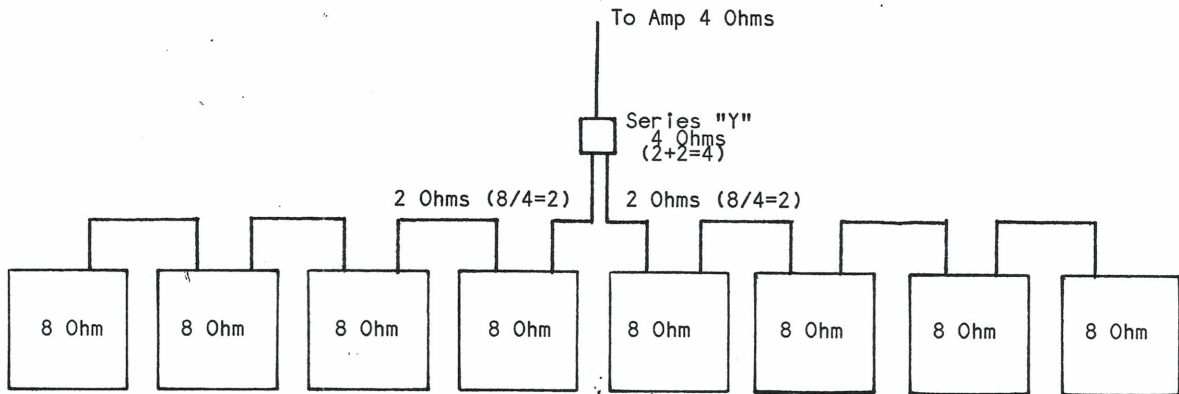 To Amp 4 Ohms
Series "Y"
4 Ohms
(2+2=4)
2 Ohms (8/4=2)
2 Ohms (8/4=2)
8 Ohm
8 Ohm
8 Ohm
8 Ohm
8 Ohm
8 Ohm
8 Ohm
8 Ohm